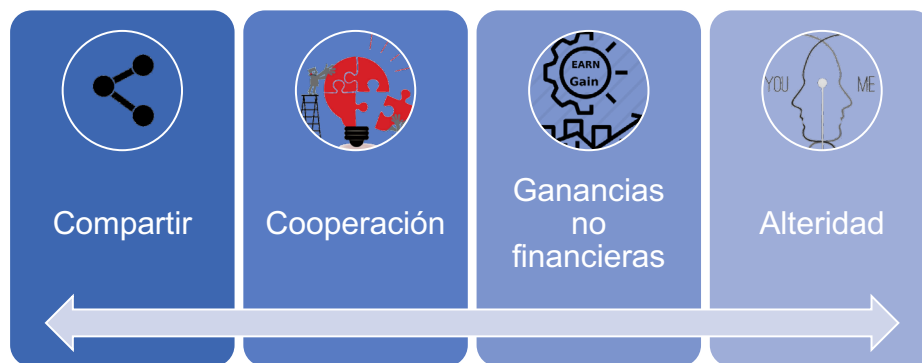 EARN
Gain
YOU
ME
Compartir
Cooperación
Ganancias
no
financieras
Alteridad